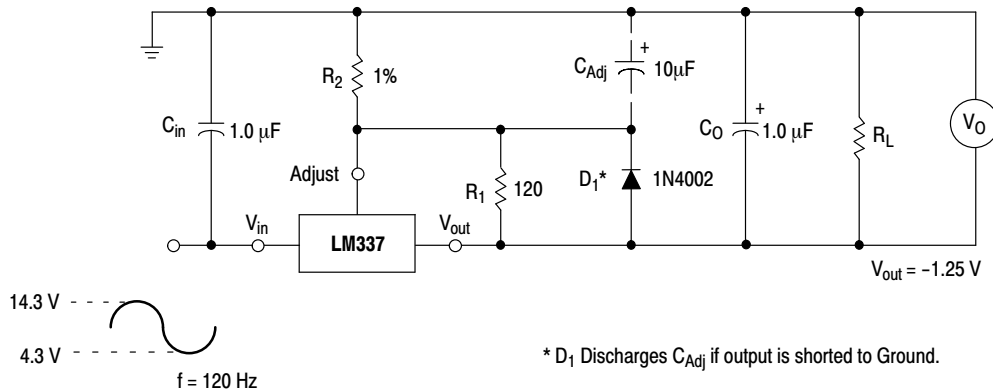 R2 1%
CAdj + 10μF
Cin 1.0 μF
CO + 1.0 μF
RL
VO
Adjust
R1 120
D1* 1N4002
Vin
LM337
Vout
Vout = –1.25 V
14.3 V
4.3 V
f = 120 Hz
* D1 Discharges CAdj if output is shorted to Ground.